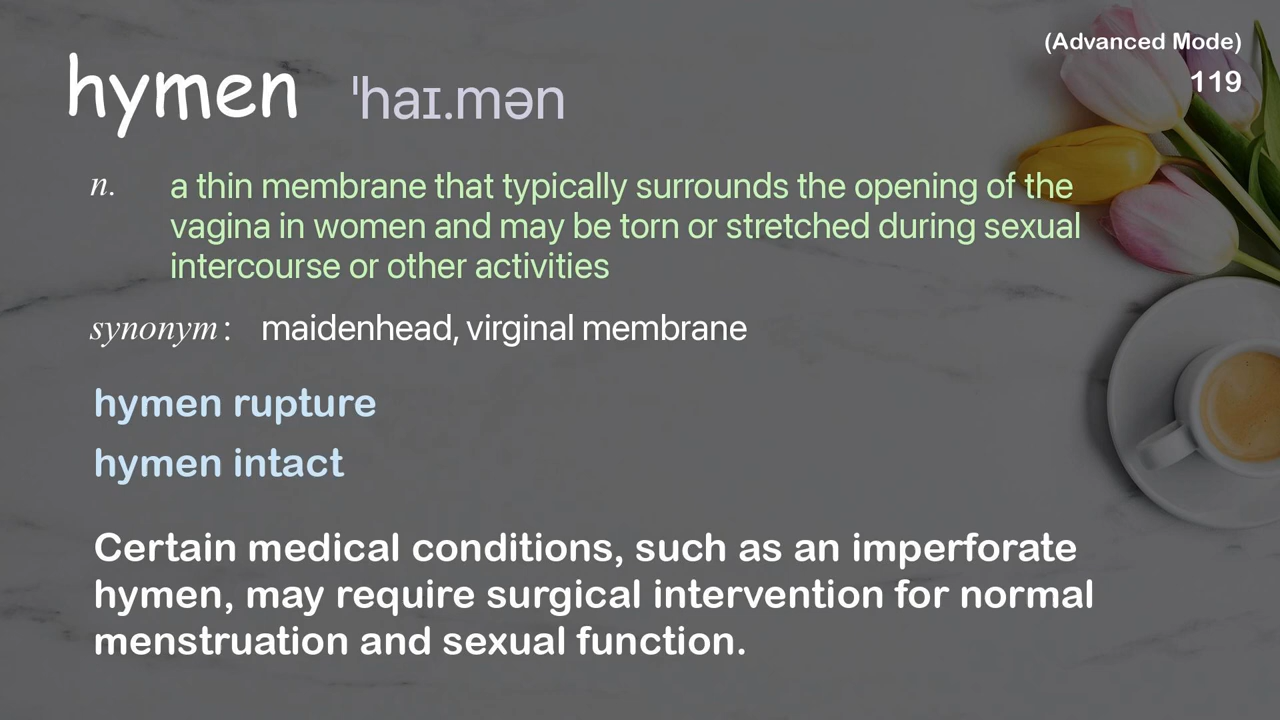 (Advanced Mode)
119
hymen ˈhaɪ.mən
n. a thin membrane that typically surrounds the opening of the
vagina in women and may be torn or stretched during sexual
intercourse or other activities
synonym: maidenhead, virginal membrane
hymen rupture
hymen intact
Certain medical conditions, such as an imperforate
hymen, may require surgical intervention for normal
menstruation and sexual function.